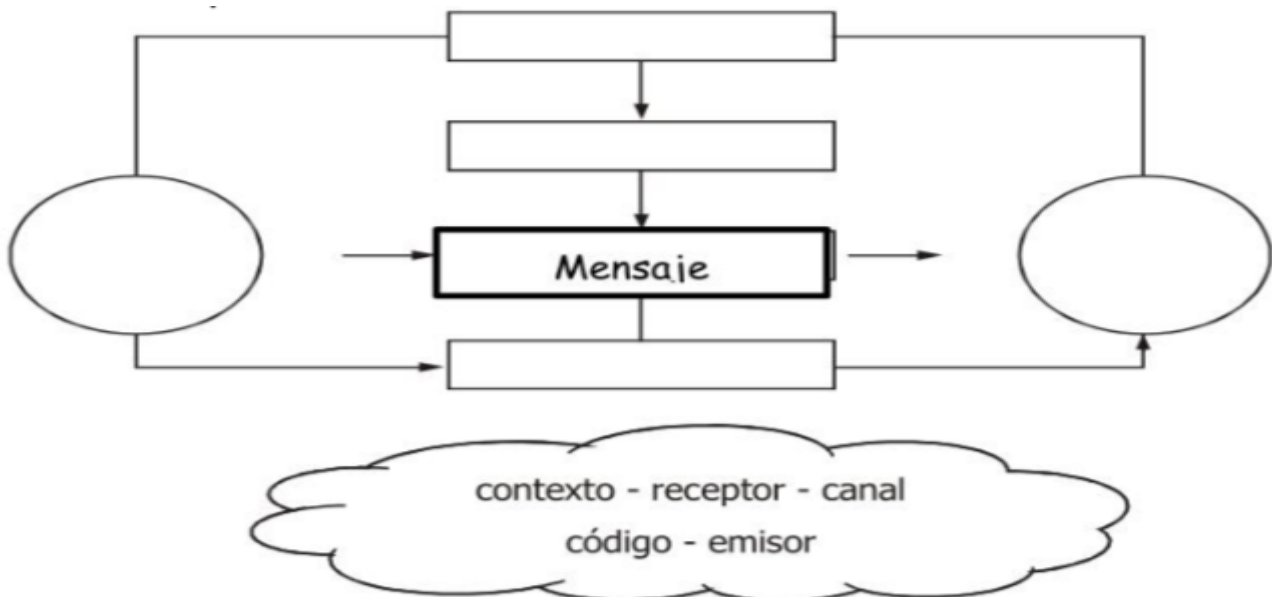 Mensaje
contexto - receptor - canal
código - emisor